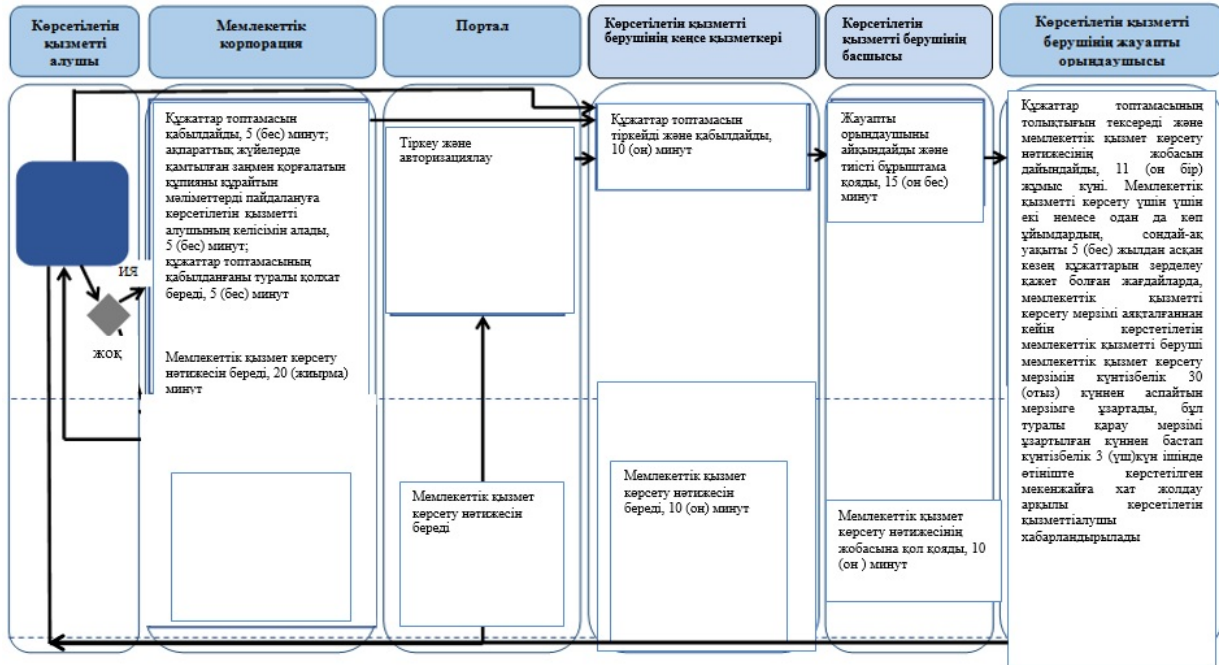 Көрсетілетін
қызметті
алушы
Мемлекеттік
корпорация
Портал
Көрсетілетін қызметті
берушінің кеңсе қызметкері
Көрсетілетін
қызметті берушінің
басшысы
Көрсетілетін қызметті
берушінің жауапты
орындаушысы
ИЯ
ЖОҚ
Құжаттар топтамасын
қабылдайды, 5 (бес) минут;
ақпараттық жүйелерде
қамтылған заңмен қорғалатын
құпияны құрайтын
мәліметтерді пайдалануға
көрсетілетін қызметті
алушының келісімін алады,
5 (бес) минут;
құжаттар топтамасының
қабылданғаны туралы қолхат
береді, 5 (бес) минут
Мемлекеттік қызмет көрсету
нәтижесін береді, 20 (жиырма)
минут
Тіркеу және
авторизациялау
Мемлекеттік қызмет
көрсету нәтижесін
береді
Құжаттар топтамасын
тіркейді және қабылдайды,
10 (он) минут
Мемлекеттік қызмет
көрсету нәтижесін
береді, 10 (он) минут
Жауапты
орындаушыны
айқындайды және
тиісті бұрыштама
қояды, 15 (он бес)
минут
Мемлекеттік қызмет
көрсету нәтижесінің
жобасына қол қояды, 10
(он ) минут
Құжаттар топтамасының
толықтығын тексереді және
мемлекеттік қызмет көрсету
нәтижесінің жобасын
дайындайды, 11 (он бір)
жұмыс күні. Мемлекеттік
қызметті көрсету үшін үшін
екі немесе одан да көп
ұйымдардың, сондай-ақ
уақыты 5 (бес) жылдан асқан
кезең құжаттарын зерделеу
қажет болған жағдайларда,
мемлекеттік қызметті
көрсету мерзімі аяқталғаннан
кейін көрстетілетін
мемлекеттік қызметті беруші
мемлекеттік қызмет көрсету
мерзімін күнтізбелік 30
(отыз) күннен аспайтын
мерзімге ұзартады, бұл
туралы қарау мерзімі
ұзартылған күннен бастап
күнтізбелік 3 (үш)күн ішінде
өтініште көрстетілген
мекенжайға хат жолдау
арқылы көрсетілетін
қызметтіалушы
хабарландырылады